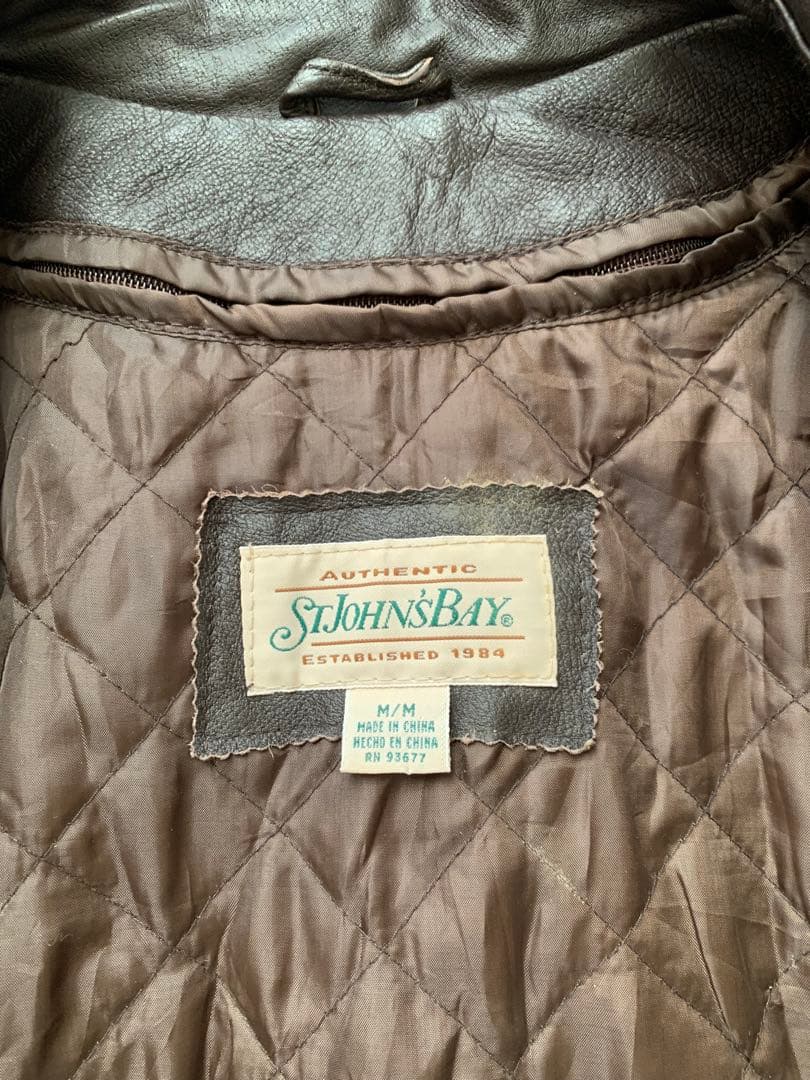 AUTHENTIC
ST JOHN'S BAY®
ESTABLISHED 1984
M/M
MADE IN CHINA
HECHO EN CHINA
RN 93677